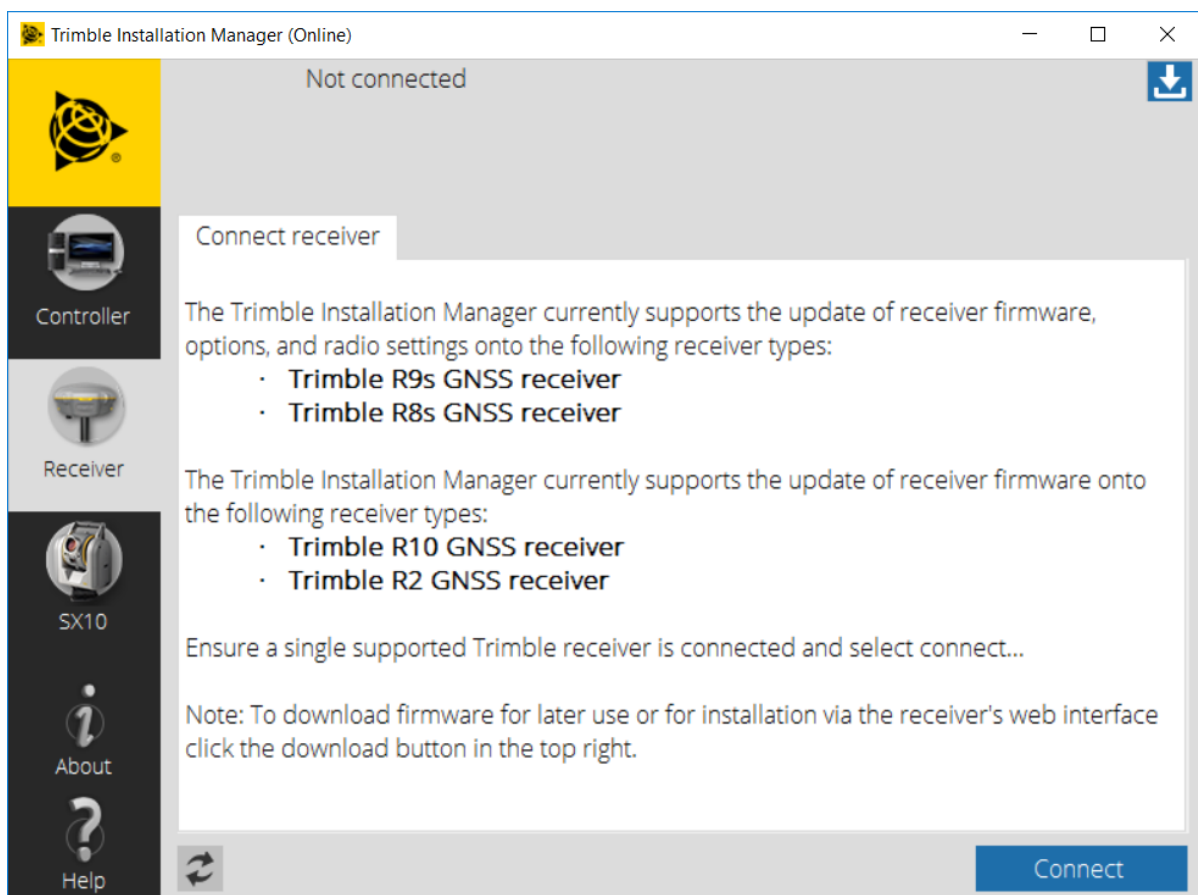 Trimble Installation Manager (Online)
Not connected
Controller
Receiver
SX10
About
Help
Connect receiver
The Trimble Installation Manager currently supports the update of receiver firmware,
options, and radio settings onto the following receiver types:
· Trimble R9s GNSS receiver
· Trimble R8s GNSS receiver
The Trimble Installation Manager currently supports the update of receiver firmware onto
the following receiver types:
· Trimble R10 GNSS receiver
· Trimble R2 GNSS receiver
Ensure a single supported Trimble receiver is connected and select connect...
Note: To download firmware for later use or for installation via the receiver's web interface
click the download button in the top right.
Connect